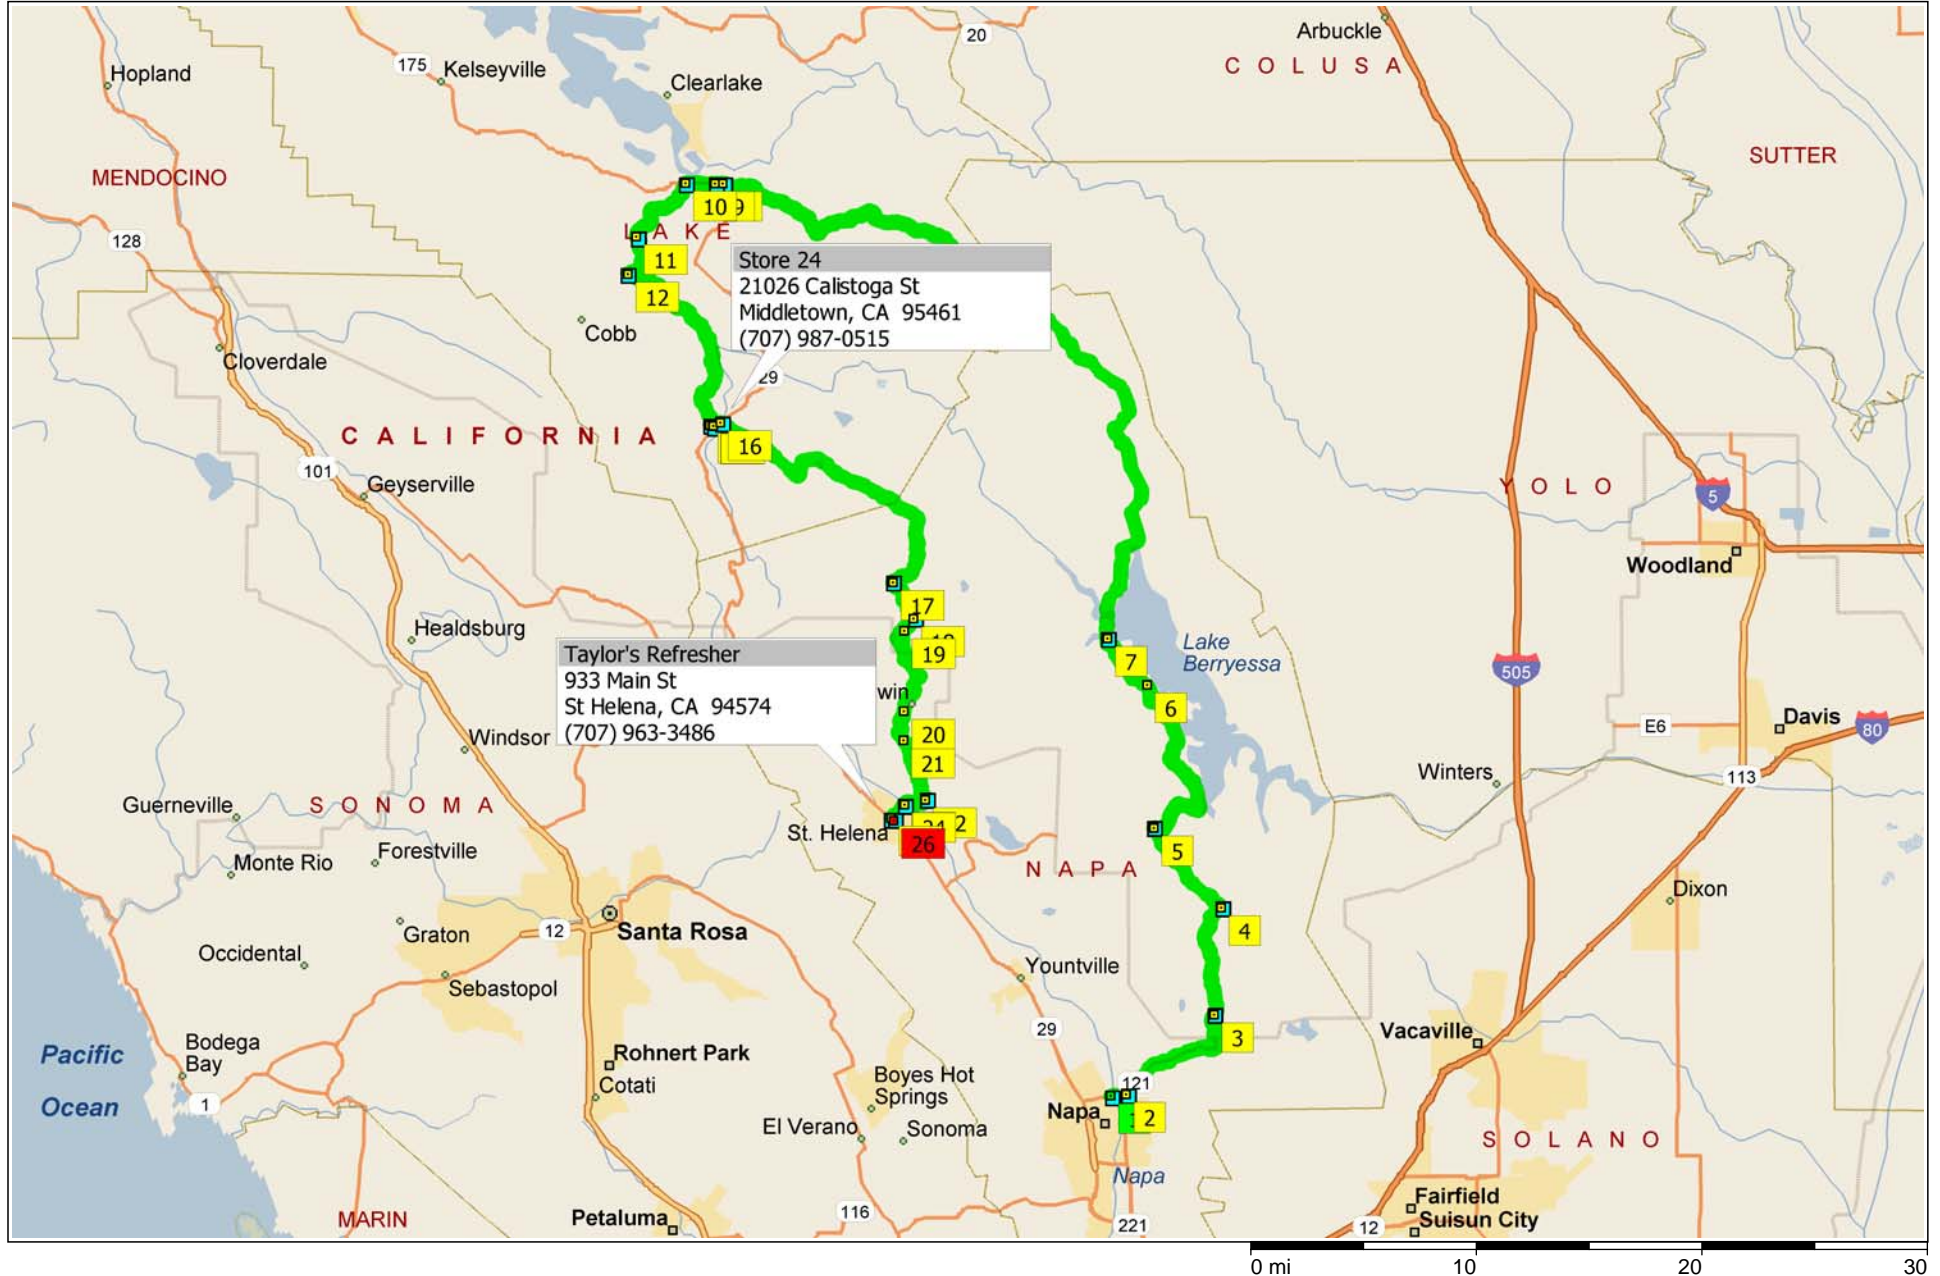 Arbuckle
20
COLUSA
175
Kelseyville
Hopland
Clearlake
SUTTER
MENDOCINO
10
9
128
LAKE
11
Store 24
21026 Calistoga St
Middletown, CA 95461
(707) 987-0515
12
Cobb
Cloverdale
29
CALIFORNIA
16
101
Geyserville
YOLO
5
Woodland
17
Healdsburg
19
Lake
Berryessa
Taylor's Refresher
933 Main St
St Helena, CA 94574
(707) 963-3486
win
7
505
6
20
Windsor
21
E6
Davis
80
Winters
113
Guerneville
SONOMA
St. Helena
2
26
5
Forestville
Monte Rio
NAPA
Dixon
4
Graton
12
Santa Rosa
Occidental
Sebastopol
Yountville
29
3
Vacaville
Pacific
Ocean
Bodega
Bay
Rohnert Park
Cotati
1
Boyes Hot
Springs
121
Napa
2
El Verano
Sonoma
SOLANO
Napa
MARIN
Petaluma
116
221
Fairfield
Suisun City
12
0 mi
10
20
30